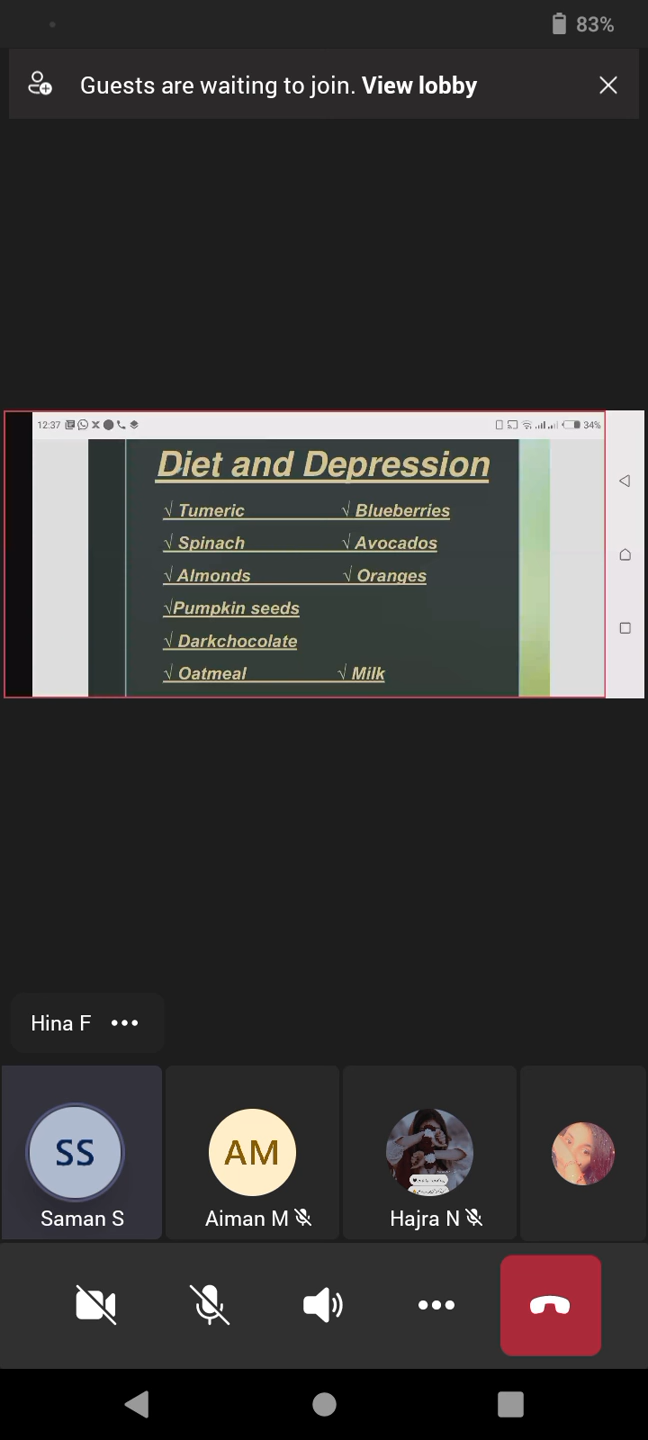 83%
Guests are waiting to join. View lobby
12:37 34%
Diet and Depression
√ Tumeric √ Blueberries
√ Spinach √ Avocados
√ Almonds √ Oranges
√Pumpkin seeds
√ Darkchocolate
√ Oatmeal √ Milk
Hina F
SS AM
Saman S Aiman M Hajra N